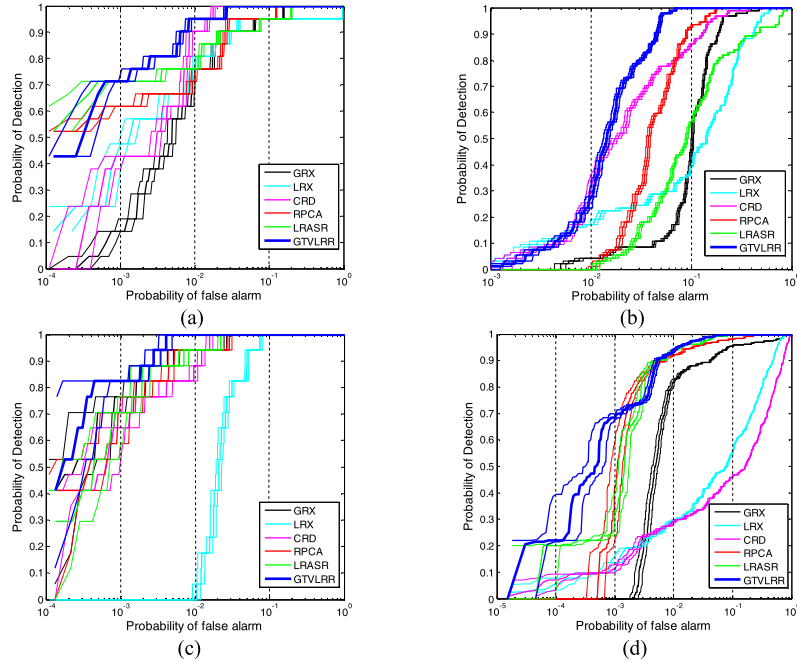 Probability of Detection
1
0.9
0.8
0.7
0.6
0.5
0.4
0.3
0.2
0.1
0
10^-4
10^-3
10^-2
10^-1
10^0
Probability of false alarm
GRX
LRX
CRD
RPCA
LRASR
GTVLRR
(a)
Probability of Detection
1
0.9
0.8
0.7
0.6
0.5
0.4
0.3
0.2
0.1
0
10^-3
10^-2
10^-1
10^0
Probability of false alarm
GRX
LRX
CRD
RPCA
LRASR
GTVLRR
(b)
Probability of Detection
1
0.9
0.8
0.7
0.6
0.5
0.4
0.3
0.2
0.1
0
10^-4
10^-3
10^-2
10^-1
10^0
Probability of false alarm
GRX
LRX
CRD
RPCA
LRASR
GTVLRR
(c)
Probability of Detection
1
0.9
0.8
0.7
0.6
0.5
0.4
0.3
0.2
0.1
0
10^-5
10^-4
10^-3
10^-2
10^-1
10^0
Probability of false alarm
GRX
LRX
CRD
RPCA
LRASR
GTVLRR
(d)